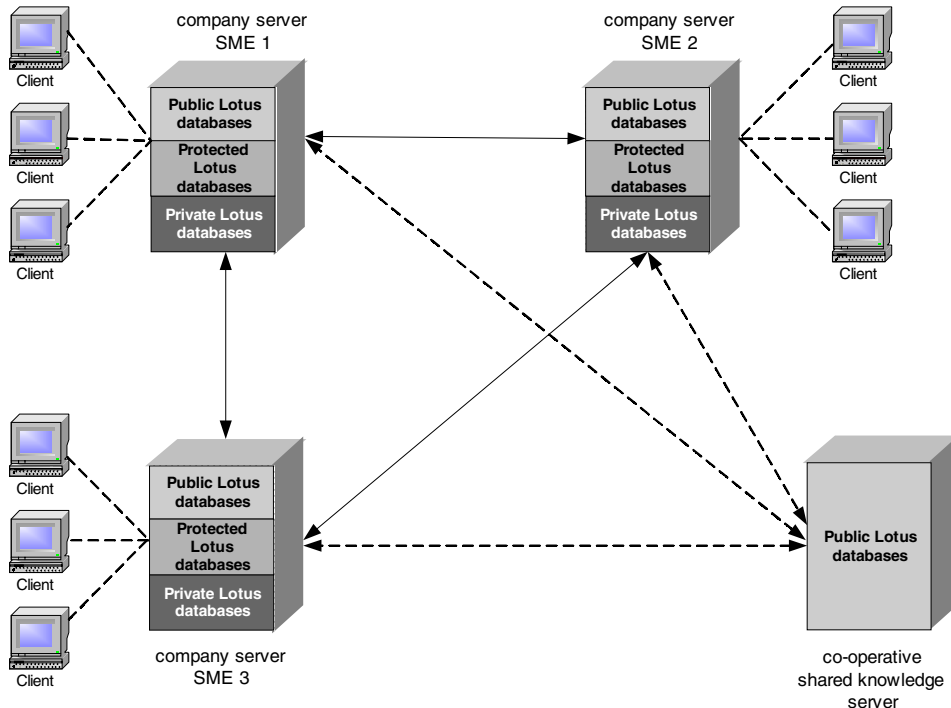 company server
SME 1
company server
SME 2
Client
Client
Client
Public Lotus
databases
Protected
Lotus
databases
Private Lotus
databases
Public Lotus
databases
Protected
Lotus
databases
Private Lotus
databases
Client
Client
Client
Client
Client
Client
Public Lotus
databases
Protected
Lotus
databases
Private Lotus
databases
company server
SME 3
Public Lotus
databases
co-operative
shared knowledge
server